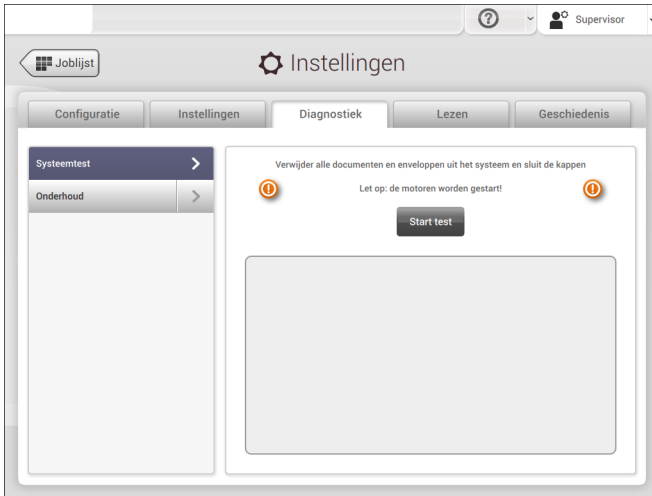 Supervisor
Joblijst
Instellingen
Configuratie
Instellingen
Diagnostiek
Lezen
Geschiedenis
Systeemtest
Onderhoud
Verwijder alle documenten en enveloppen uit het systeem en sluit de kappen
Let op: de motoren worden gestart!
Start test